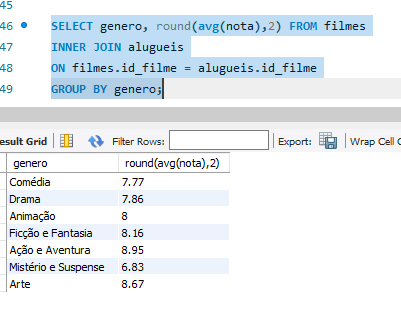 45
46 SELECT genero, round(avg(nota),2) FROM filmes
47 INNER JOIN alugueis
48 ON filmes.id_filme = alugueis.id_filme
49 GROUP BY genero;
esult Grid Filter Rows: Export: Wrap Cell C
genero round(avg(nota),2)
Comédia 7.77
Drama 7.86
Animação 8
Ficção e Fantasia 8.16
Ação e Aventura 8.95
Mistério e Suspense 6.83
Arte 8.67